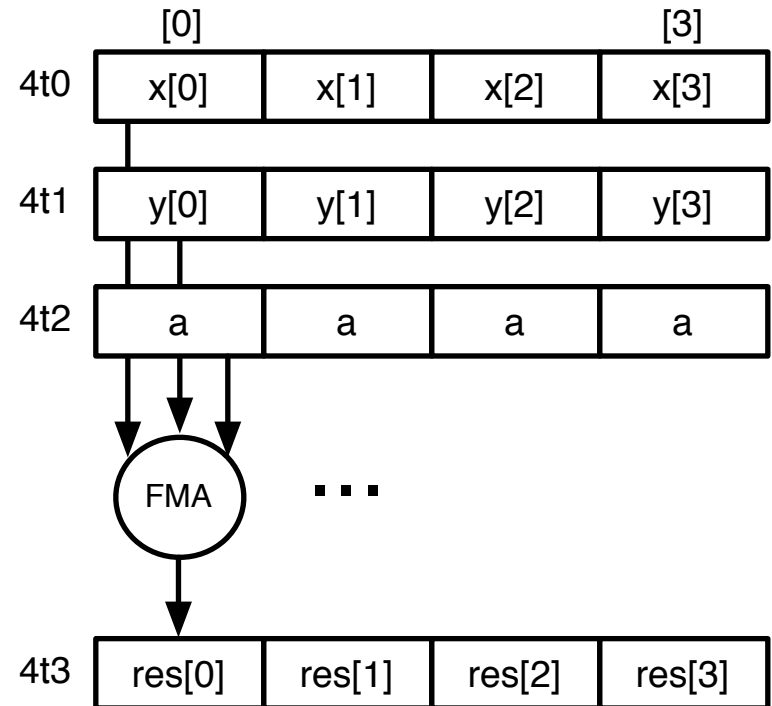 [0] [3]
4t0 x[0] x[1] x[2] x[3]
4t1 y[0] y[1] y[2] y[3]
4t2 a a a a
FMA ...
4t3 res[0] res[1] res[2] res[3]